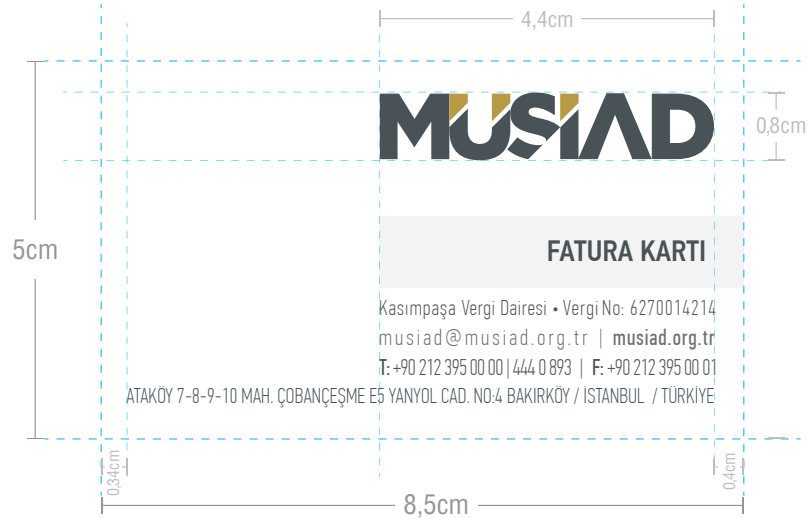 4,4cm
MÜSİAD
0,8cm
5cm
FATURA KARTI
Kasımpaşa Vergi Dairesi • Vergi No: 6270014214
musiad@musiad.org.tr | musiad.org.tr
T: +90 212 395 00 00 | 444 0 893 | F: +90 212 395 00 01
ATAKÖY 7-8-9-10 MAH. ÇOBANÇEŞME E5 YANYOL CAD. NO:4 BAKIRKÖY / İSTANBUL / TÜRKİYE
0,34cm
0,4cm
8,5cm